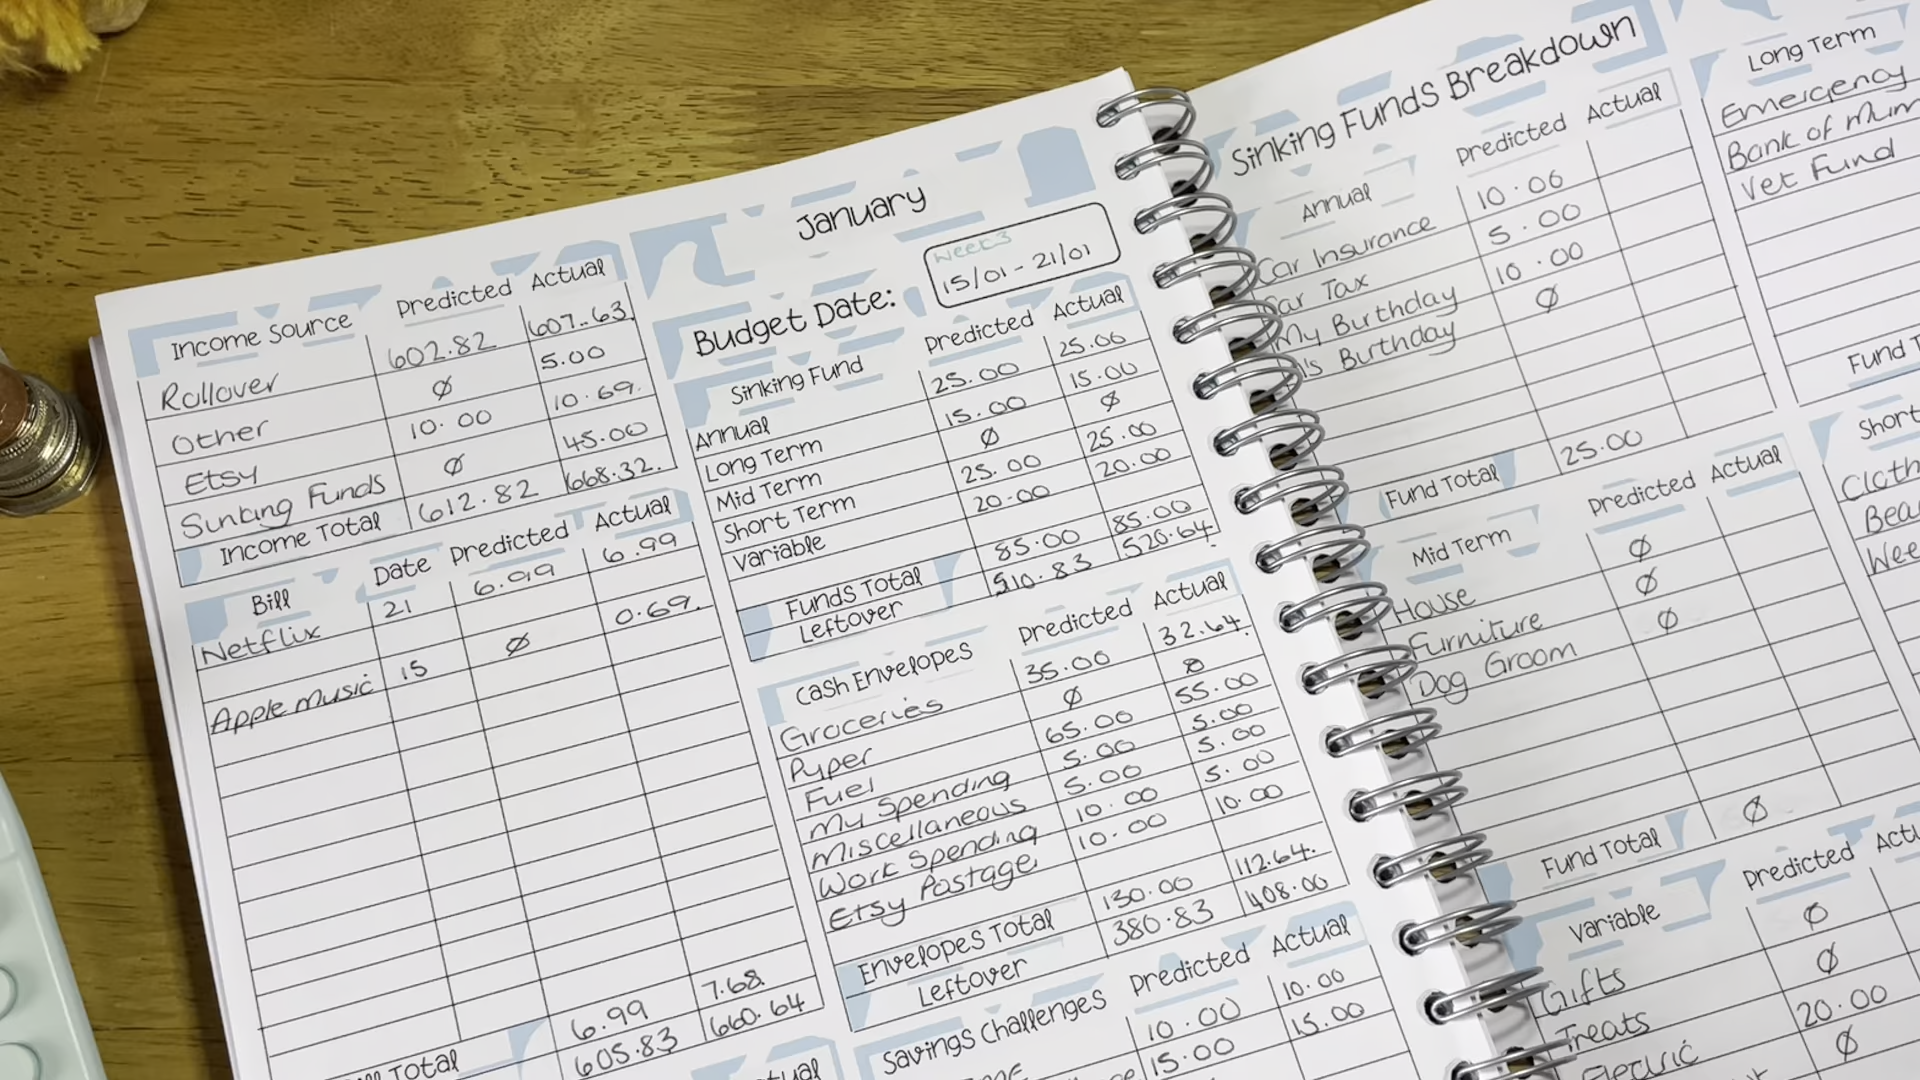 January
Budget Date:
Week 3
15/01 - 21/01
Income Source Predicted Actual
Rollover 602.82 607.63
Other Ø 5.00
Etsy 10.00 10.69
Sinking Funds Ø 45.00
Income Total 612.82 668.32
Bill Date Predicted Actual
Netflix 21 6.99 6.99
Apple Music 15 Ø 0.69
Total 6.99 7.68
605.83 660.64
Sinking Fund Predicted Actual
Annual 25.00 25.00
Long Term 15.00 15.00
Mid Term Ø Ø
Short Term 25.00 25.00
Variable 20.00 20.00
Funds Total 85.00 85.00
Leftover 510.83 520.64
Cash Envelopes Predicted Actual
Groceries 35.00 32.64
Pyper Ø Ø
Fuel 65.00 55.00
My Spending 5.00 5.00
Miscellaneous 5.00 5.00
Work Spending 10.00 5.00
Etsy Postage 10.00 10.00
Envelopes Total 130.00 112.64
Leftover 380.83 408.00
Savings Challenges Predicted Actual
10.00 10.00
15.00 15.00
Sinking Funds Breakdown
Annual Predicted Actual
Car Insurance 10.00
Car Tax 5.00
My Birthday 10.00
Birthday Ø
Fund Total 25.00
Mid Term Predicted Actual
House Ø
Furniture Ø
Dog Groom Ø
Fund Total Ø
Variable Predicted
Gifts Ø
Treats Ø
Electric 20.00
Ø
Long Term
Emergency
Bank of Mum
Vet Fund
Fund
Short